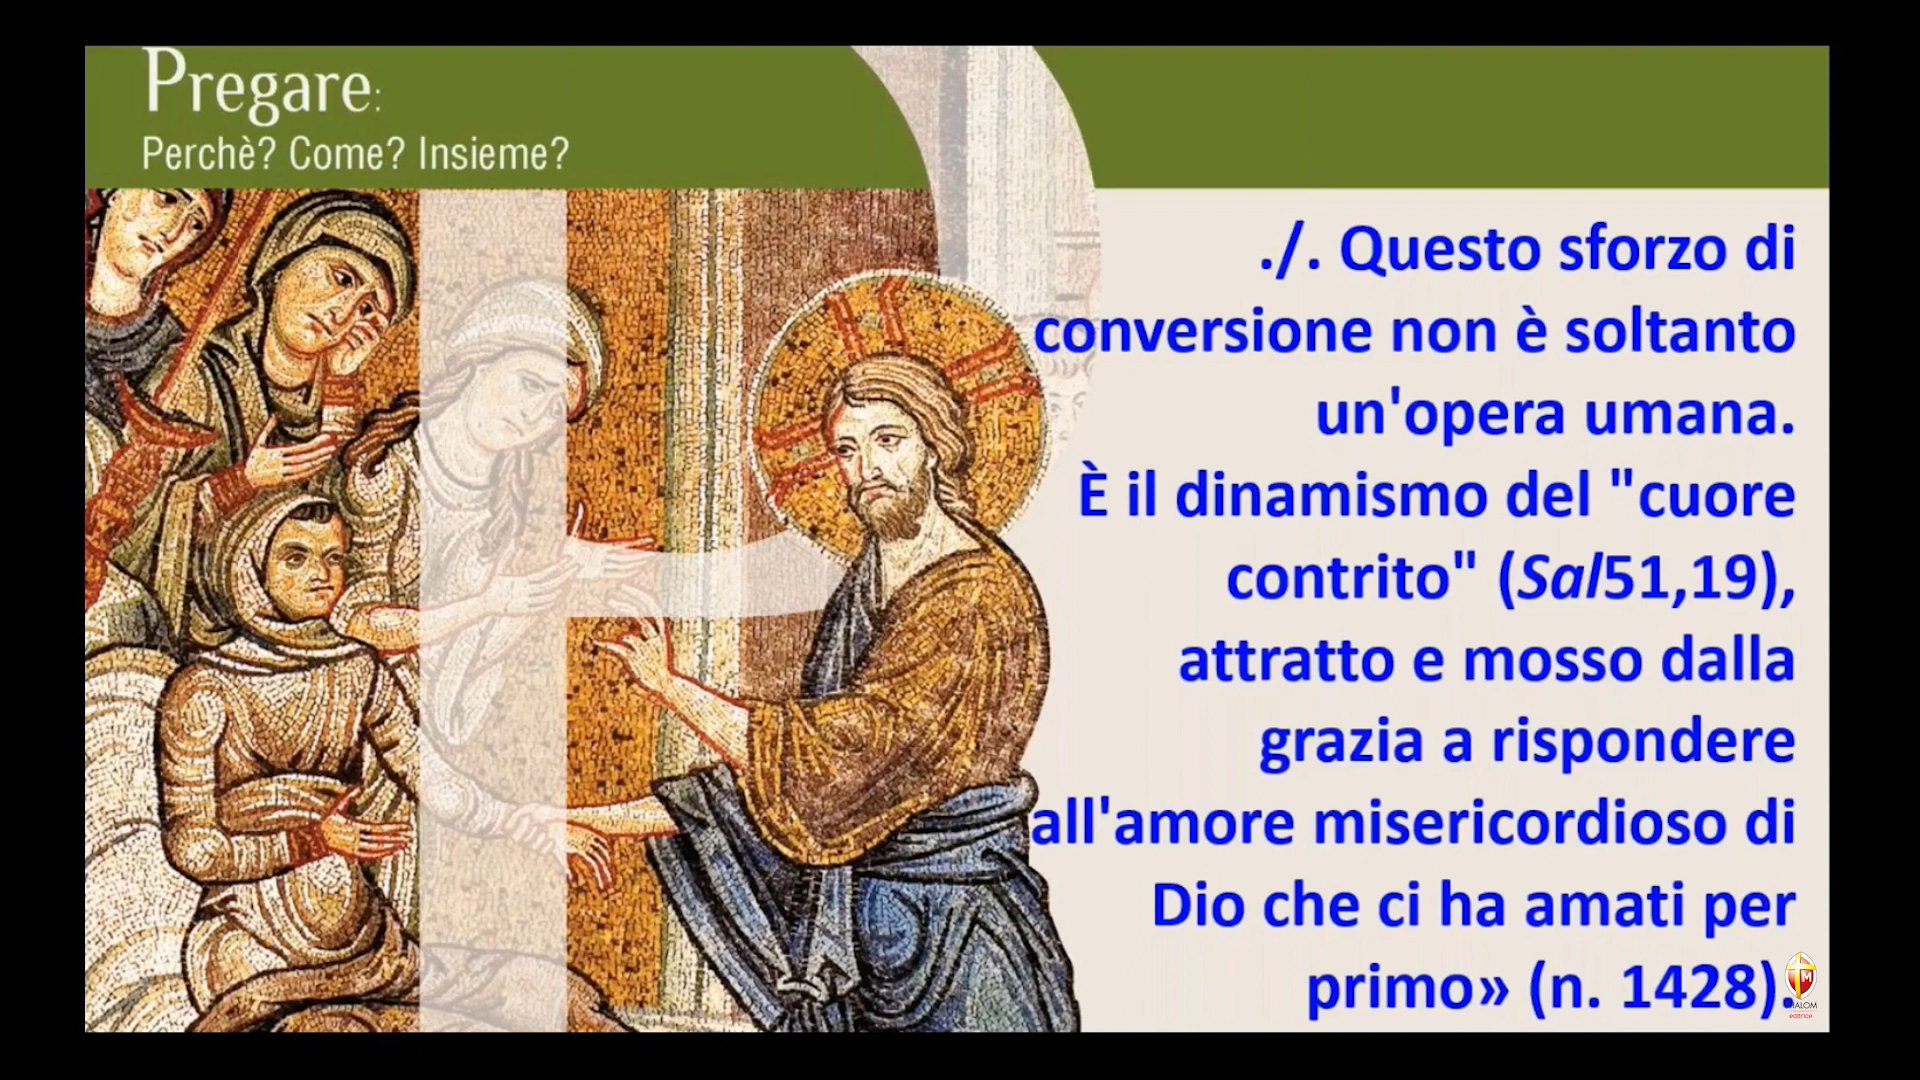 Pregare:
Perchè? Come? Insieme?
./. Questo sforzo di
conversione non è soltanto
un'opera umana.
È il dinamismo del "cuore
contrito" (Sal51,19),
attratto e mosso dalla
grazia a rispondere
all'amore misericordioso di
Dio che ci ha amati per
primo» (n. 1428).
editrice